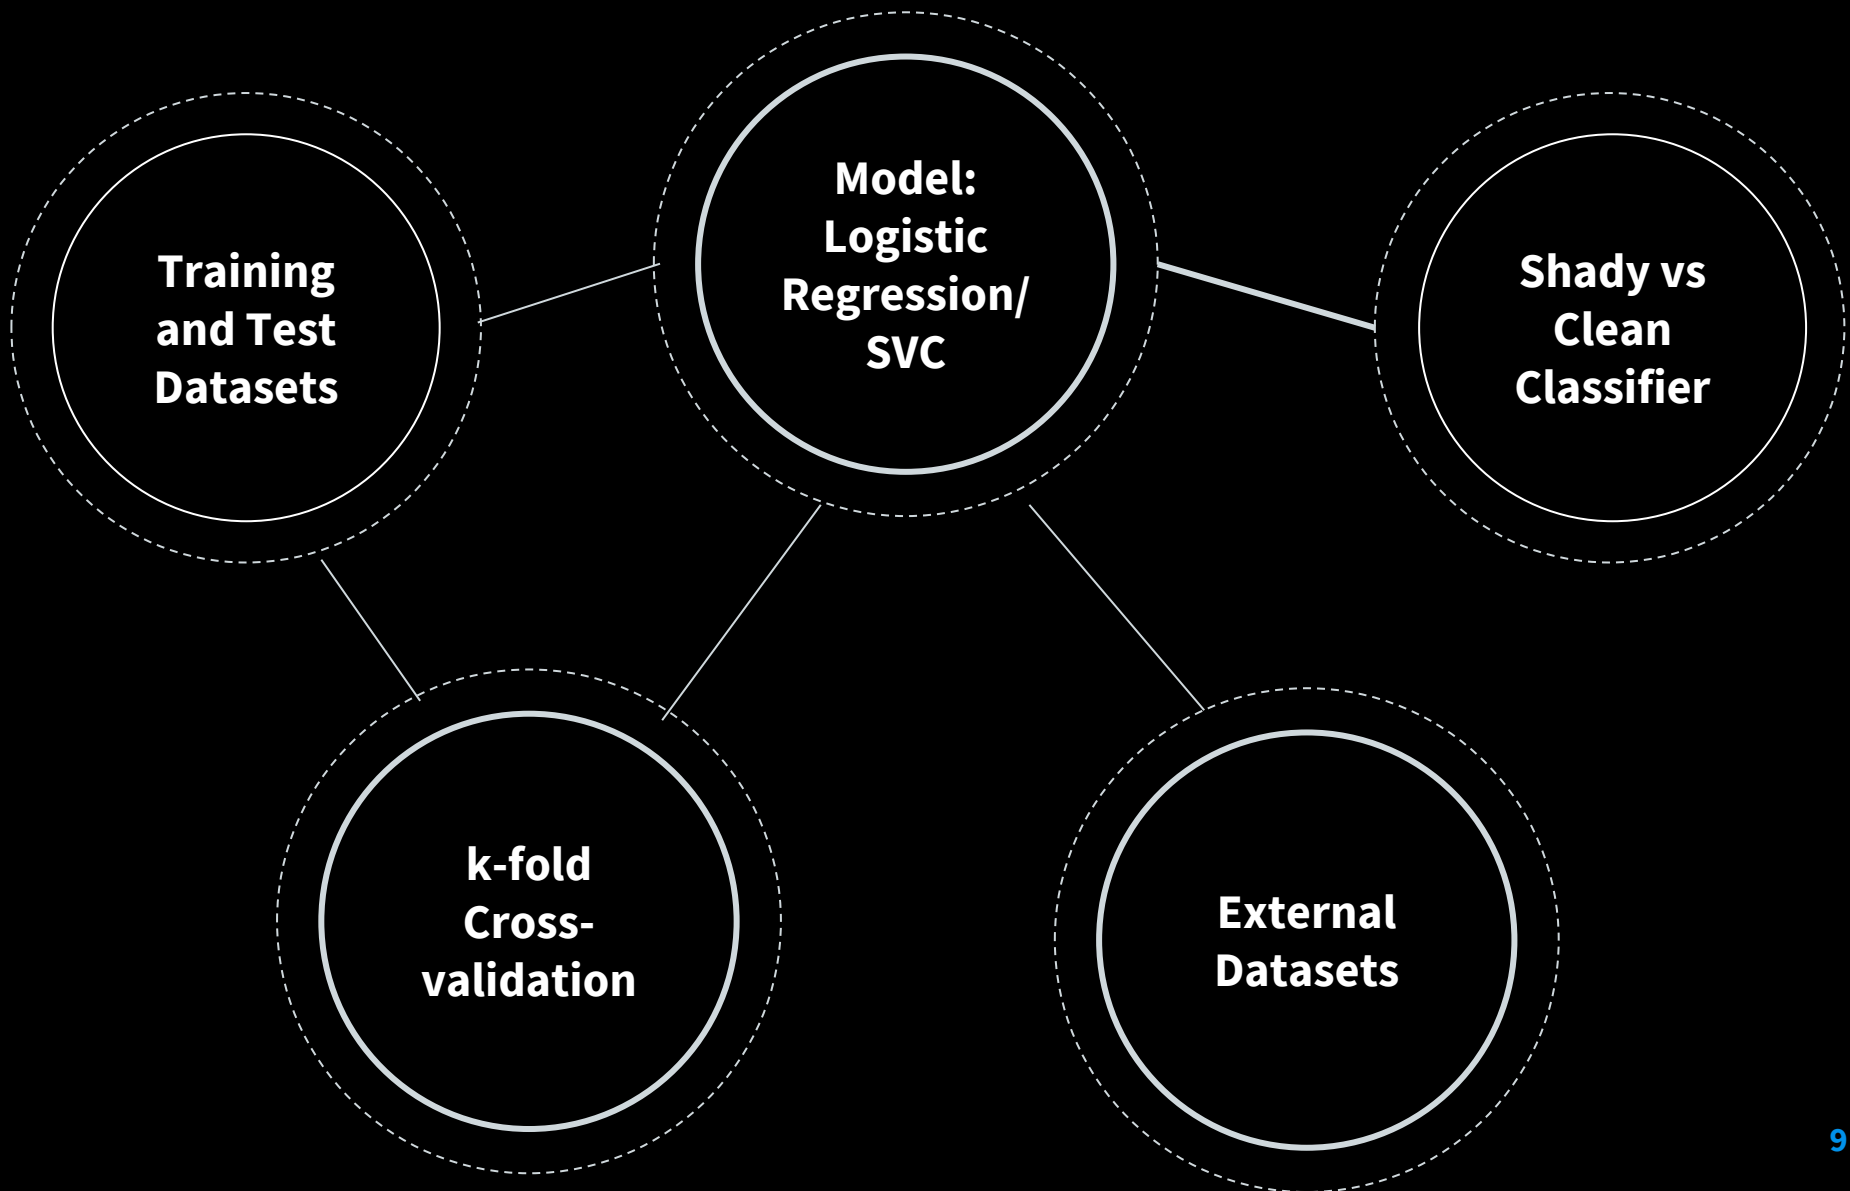 Model:
Logistic
Regression/
SVC
Training
and Test
Datasets
Shady vs
Clean
Classifier
k-fold
Cross-
validation
External
Datasets
9